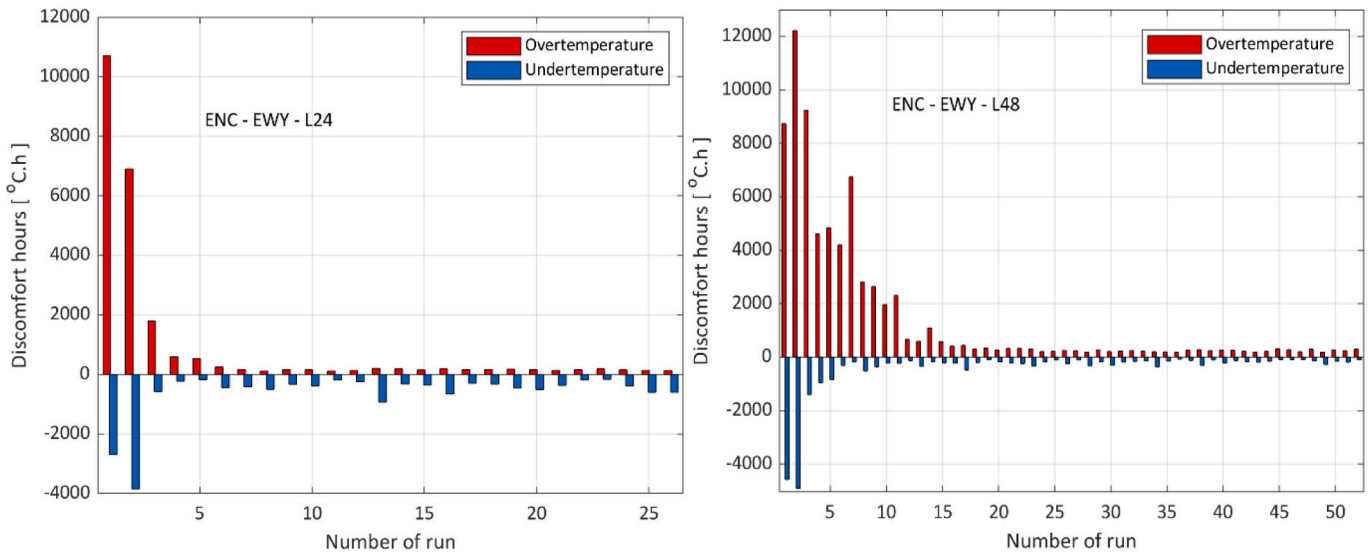 12000
10000
8000
6000
4000
2000
0
-2000
-4000
Discomfort hours [ °C.h ]
Overtemperature
Undertemperature
ENC - EWY - L24
5 10 15 20 25
Number of run
12000
10000
8000
6000
4000
2000
0
-2000
-4000
Discomfort hours [ °C.h ]
Overtemperature
Undertemperature
ENC - EWY - L48
5 10 15 20 25 30 35 40 45 50
Number of run